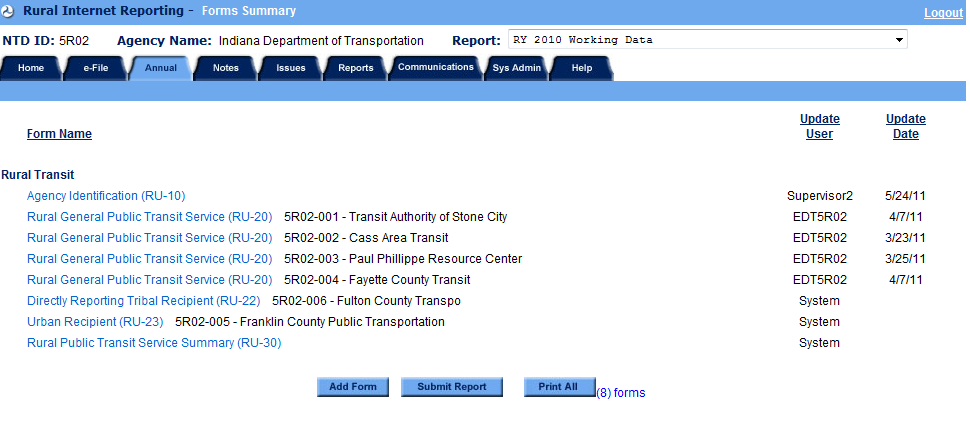 Rural Internet Reporting - Forms Summary
Logout
NTD ID: 5R02 Agency Name: Indiana Department of Transportation Report: RY 2010 Working Data
Home e-File Annual Notes Issues Reports Communications Sys Admin Help
Form Name Update User Update Date
Rural Transit
Agency Identification (RU-10) Supervisor2 5/24/11
Rural General Public Transit Service (RU-20) 5R02-001 - Transit Authority of Stone City EDT5R02 4/7/11
Rural General Public Transit Service (RU-20) 5R02-002 - Cass Area Transit EDT5R02 3/23/11
Rural General Public Transit Service (RU-20) 5R02-003 - Paul Phillippe Resource Center EDT5R02 3/25/11
Rural General Public Transit Service (RU-20) 5R02-004 - Fayette County Transit EDT5R02 4/7/11
Directly Reporting Tribal Recipient (RU-22) 5R02-006 - Fulton County Transpo System
Urban Recipient (RU-23) 5R02-005 - Franklin County Public Transportation System
Rural Public Transit Service Summary (RU-30) System
Add Form Submit Report Print All (8) forms